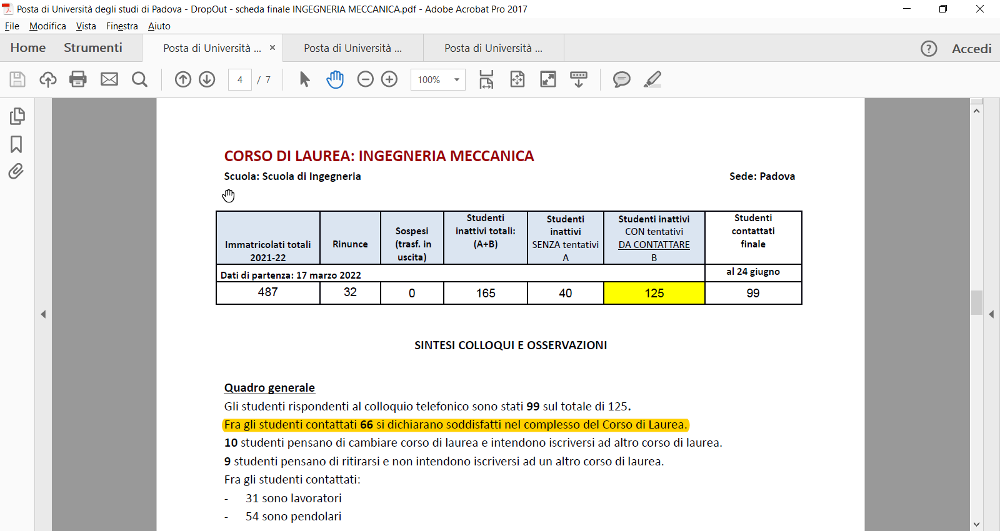 Posta di Università degli studi di Padova - DropOut - scheda finale INGEGNERIA MECCANICA.pdf - Adobe Acrobat Pro 2017
File Modifica Vista Finestra Aiuto
Home Strumenti Posta di Università ... × Posta di Università ... Posta di Università ... ? Accedi
4 / 7 100%
CORSO DI LAUREA: INGEGNERIA MECCANICA
Scuola: Scuola di Ingegneria Sede: Padova
Immatricolati totali 2021-22
Rinunce
Sospesi (trasf. in uscita)
Studenti inattivi totali: (A+B)
Studenti inattivi SENZA tentativi A
Studenti inattivi CON tentativi DA CONTATTARE B
Studenti contattati finale
Dati di partenza: 17 marzo 2022 al 24 giugno
487 32 0 165 40 125 99
SINTESI COLLOQUI E OSSERVAZIONI
Quadro generale
Gli studenti rispondenti al colloquio telefonico sono stati 99 sul totale di 125.
Fra gli studenti contattati 66 si dichiarano soddisfatti nel complesso del Corso di Laurea.
10 studenti pensano di cambiare corso di laurea e intendono iscriversi ad altro corso di laurea.
9 studenti pensano di ritirarsi e non intendono iscriversi ad un altro corso di laurea.
Fra gli studenti contattati:
- 31 sono lavoratori
- 54 sono pendolari